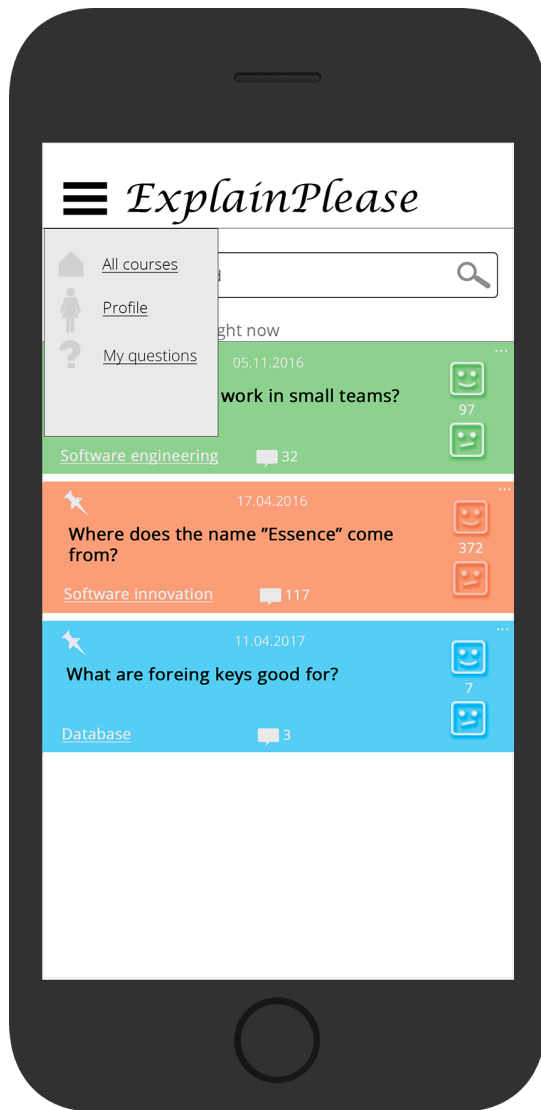 ExplainPlease
All courses
Profile
My questions
now
05.11.2016
work in small teams?
97
Software engineering
32
17.04.2016
Where does the name ”Essence” come
from?
372
Software innovation
117
11.04.2017
What are foreing keys good for?
7
Database
3